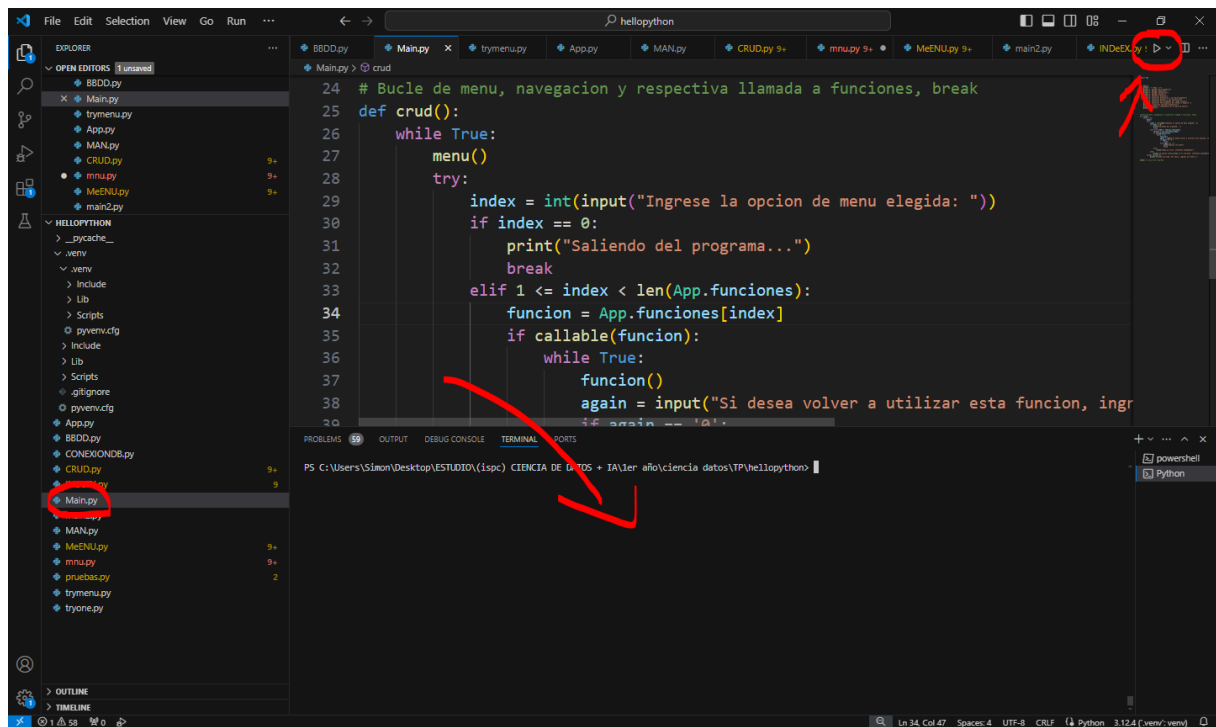 File Edit Selection View Go Run ··· hellopython
EXPLORER ···
OPEN EDITORS 1 unsaved
BBDD.py
Main.py
trymenu.py
App.py
MAN.py
CRUD.py 9+
mnu.py 9+
MeENU.py 9+
main2.py
HELLOPYTHON
__pycache__
.venv
.venv
Include
Lib
Scripts
pyvenv.cfg
Include
Lib
Scripts
.gitignore
pyvenv.cfg
App.py
BBDD.py
CONEXIONDB.py
CRUD.py 9+
9
Main.py
MAN.py
MeENU.py 9+
mnu.py 9+
pruebas.py 2
trymenu.py
tryone.py
OUTLINE
TIMELINE
BBDD.py Main.py trymenu.py App.py MAN.py CRUD.py 9+ mnu.py 9+ MeENU.py 9+ main2.py INDeEX.py
Main.py > crud
24 # Bucle de menu, navegacion y respectiva llamada a funciones, break
25 def crud():
26 while True:
27 menu()
28 try:
29 index = int(input("Ingrese la opcion de menu elegida: "))
30 if index == 0:
31 print("Saliendo del programa...")
32 break
33 elif 1 <= index < len(App.funciones):
34 funcion = App.funciones[index]
35 if callable(funcion):
36 while True:
37 funcion()
38 again = input("Si desea volver a utilizar esta funcion, ingr
39 if again == '0':
PROBLEMS 59 OUTPUT DEBUG CONSOLE TERMINAL PORTS
PS C:\Users\Simon\Desktop\ESTUDIO\(ispc) CIENCIA DE DATOS + IA\1er año\ciencia datos\TP\hellopython>
powershell
Python
1 58 0 Ln 34, Col 47 Spaces: 4 UTF-8 CRLF Python 3.12.4 ('.venv': venv)